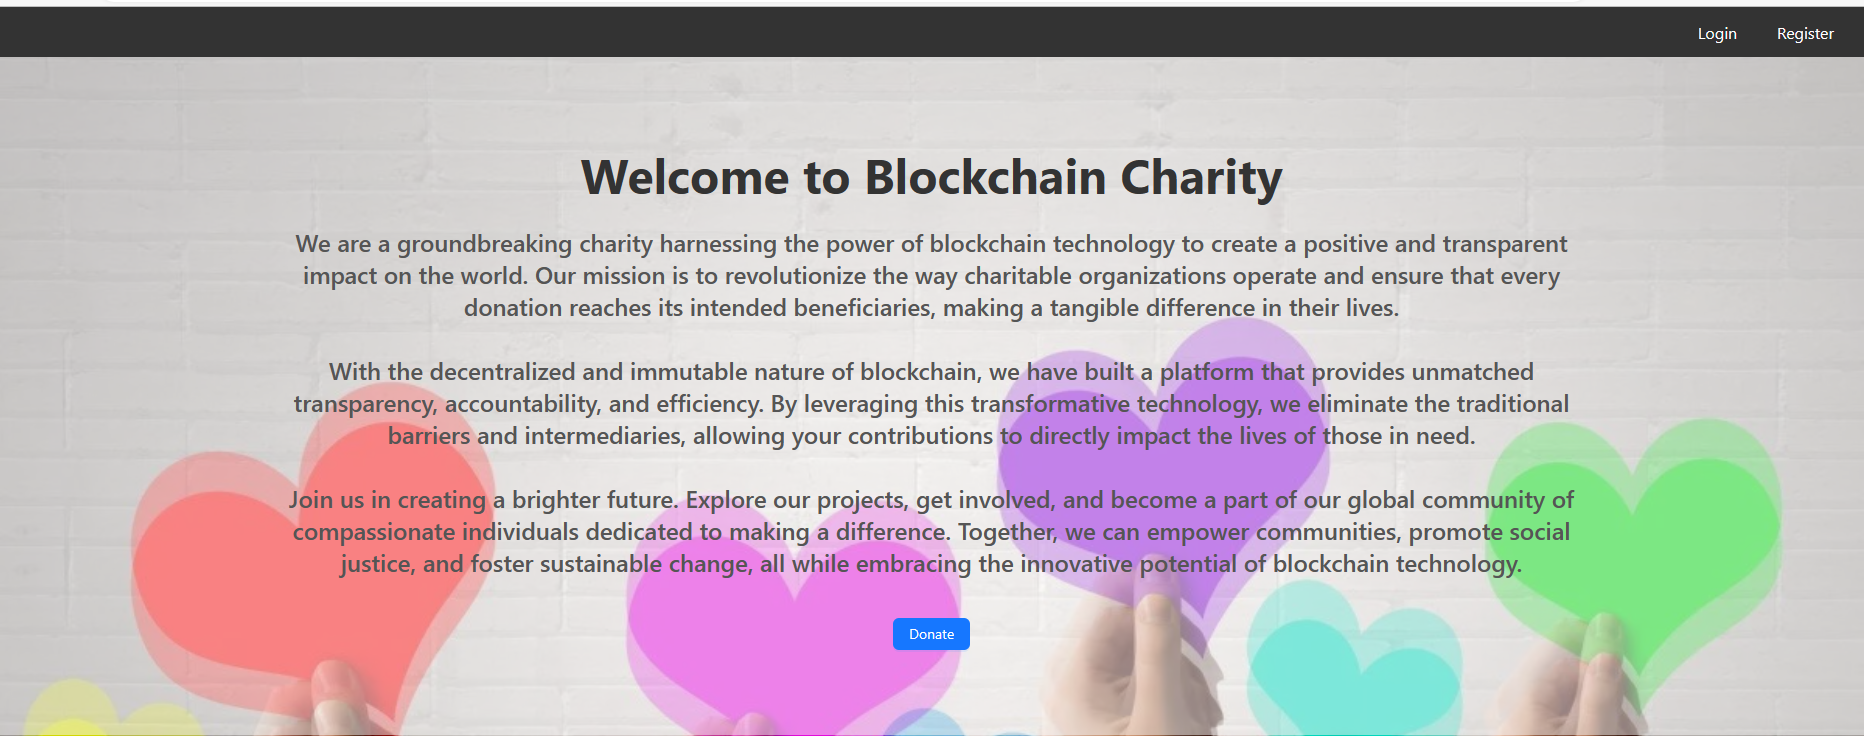 Login Register
Welcome to Blockchain Charity
We are a groundbreaking charity harnessing the power of blockchain technology to create a positive and transparent
impact on the world. Our mission is to revolutionize the way charitable organizations operate and ensure that every
donation reaches its intended beneficiaries, making a tangible difference in their lives.
With the decentralized and immutable nature of blockchain, we have built a platform that provides unmatched
transparency, accountability, and efficiency. By leveraging this transformative technology, we eliminate the traditional
barriers and intermediaries, allowing your contributions to directly impact the lives of those in need.
Join us in creating a brighter future. Explore our projects, get involved, and become a part of our global community of
compassionate individuals dedicated to making a difference. Together, we can empower communities, promote social
justice, and foster sustainable change, all while embracing the innovative potential of blockchain technology.
Donate